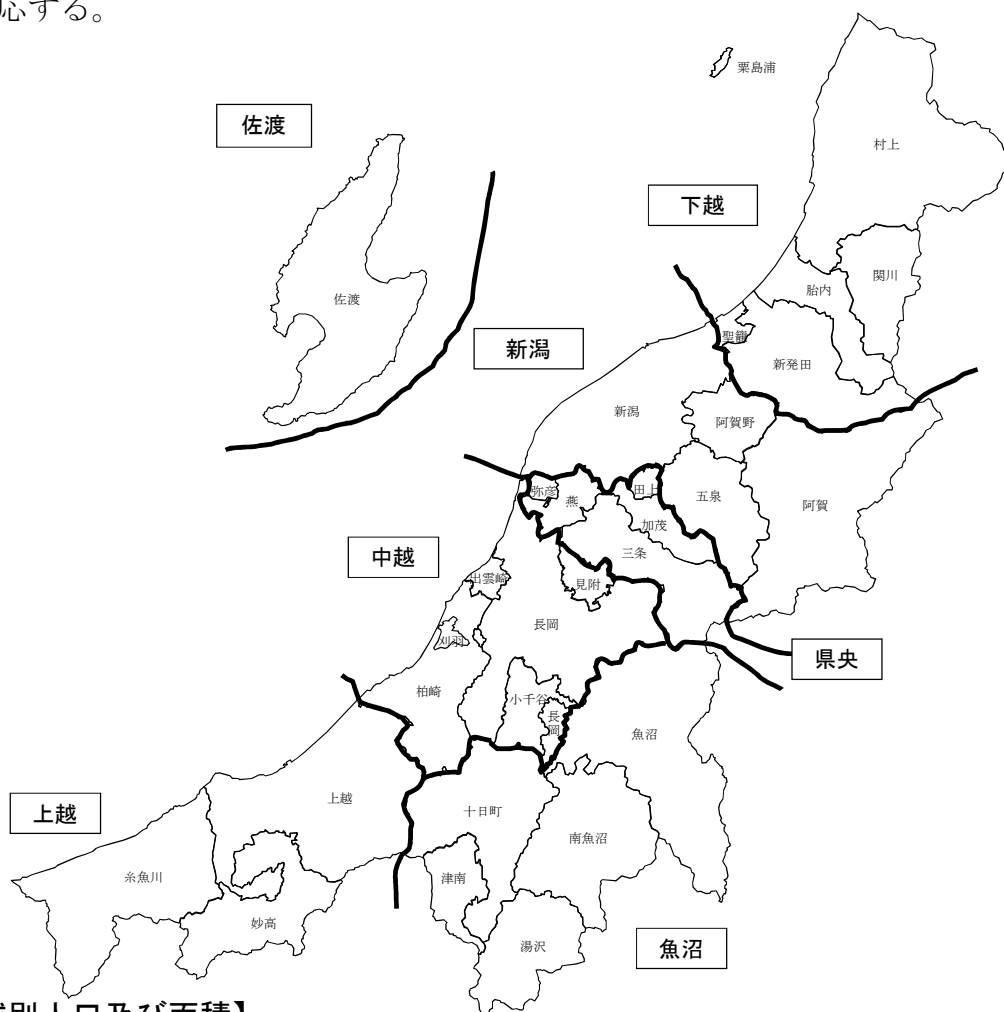 応する。
粟島浦
佐渡
村上
下越
関川
胎内
佐渡
聖籠
新潟
新発田
新潟
阿賀野
弥彦
燕
田上
五泉
阿賀
加茂
三条
中越
出雲崎
見附
長岡
刈羽
県央
柏崎
小千谷
長岡
魚沼
上越
十日町
上越
南魚沼
糸魚川
津南
妙高
湯沢
魚沼
別人口及び面積】